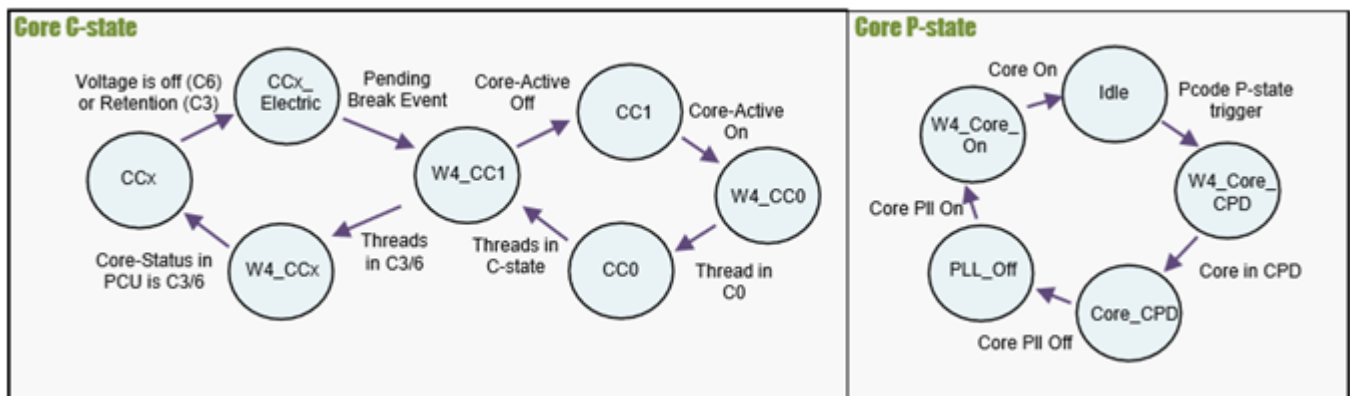 Core C-state
Voltage is off (C6)
or Retention (C3)
CCx_
Electric
Pending
Break Event
Core-Active
Off
CC1
Core-Active
On
CCx
W4_CC1
W4_CC0
Core-Status in
PCU is C3/6
W4_CCx
Threads
in C3/6
Threads in
C-state
CC0
Thread in
C0
Core P-state
Core On
Idle
Pcode P-state
trigger
W4_Core_
On
W4_Core_
CPD
Core Pll On
PLL_Off
Core in CPD
Core_CPD
Core Pll Off